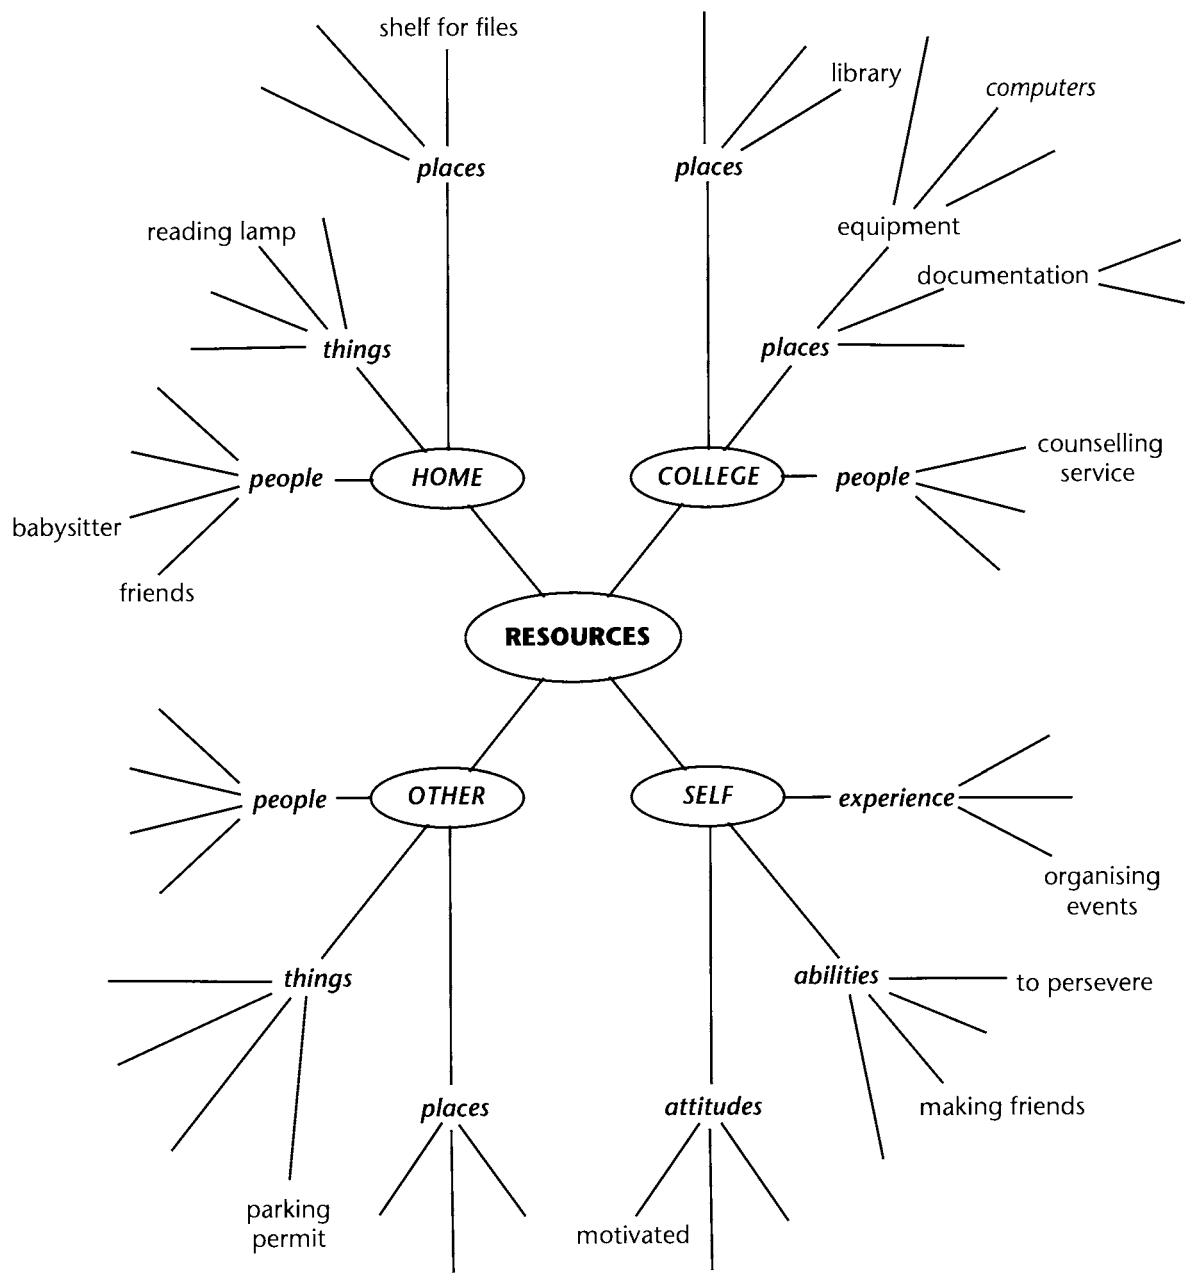 shelf for files
library
computers
places
places
reading lamp
equipment
documentation
things
places
people
HOME
COLLEGE
people
counselling
service
babysitter
friends
RESOURCES
people
OTHER
SELF
experience
organising
events
things
abilities
to persevere
places
attitudes
making friends
parking
permit
motivated